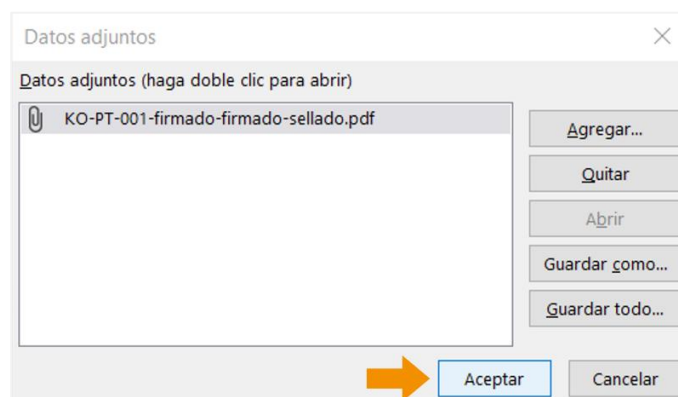 Datos adjuntos
Datos adjuntos (haga doble clic para abrir)
KO-PT-001-firmado-firmado-sellado.pdf
Agregar...
Quitar
Abrir
Guardar como...
Guardar todo...
Aceptar
Cancelar